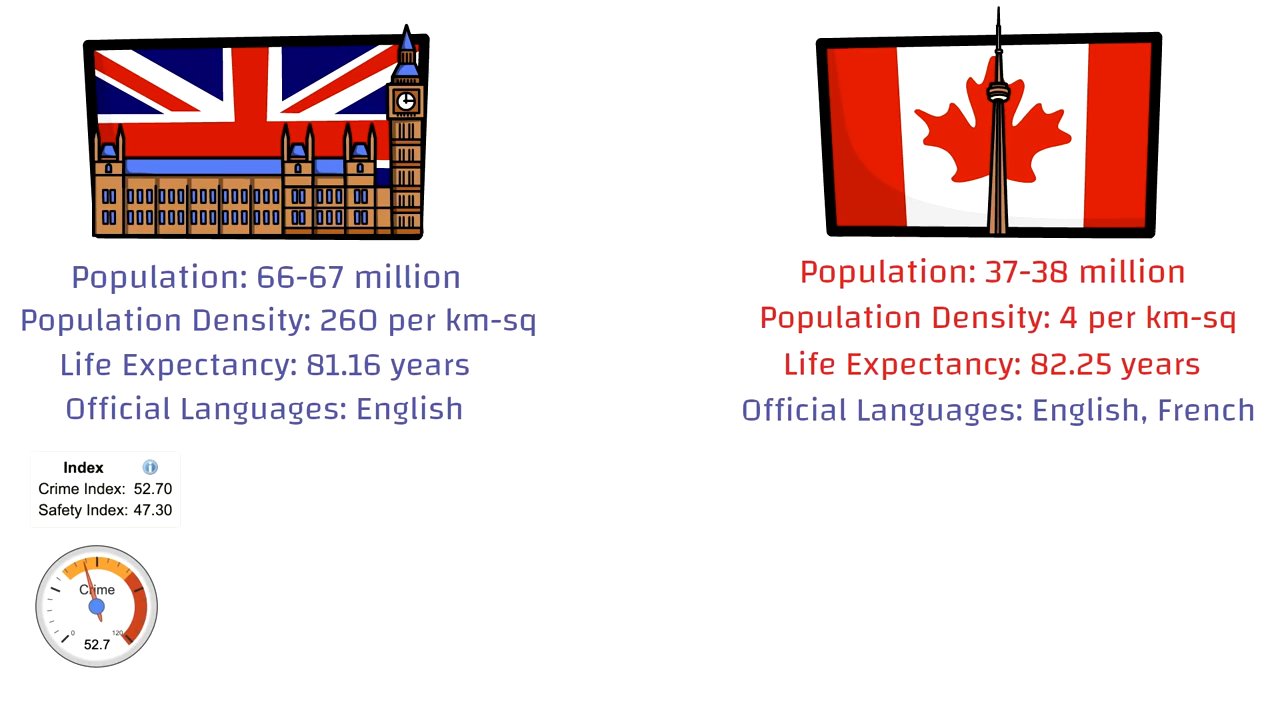 Population: 66-67 million
Population Density: 260 per km-sq
Life Expectancy: 81.16 years
Official Languages: English
Population: 37-38 million
Population Density: 4 per km-sq
Life Expectancy: 82.25 years
Official Languages: English, French
Index
Crime Index: 52.70
Safety Index: 47.30
Crime
0 120
52.7